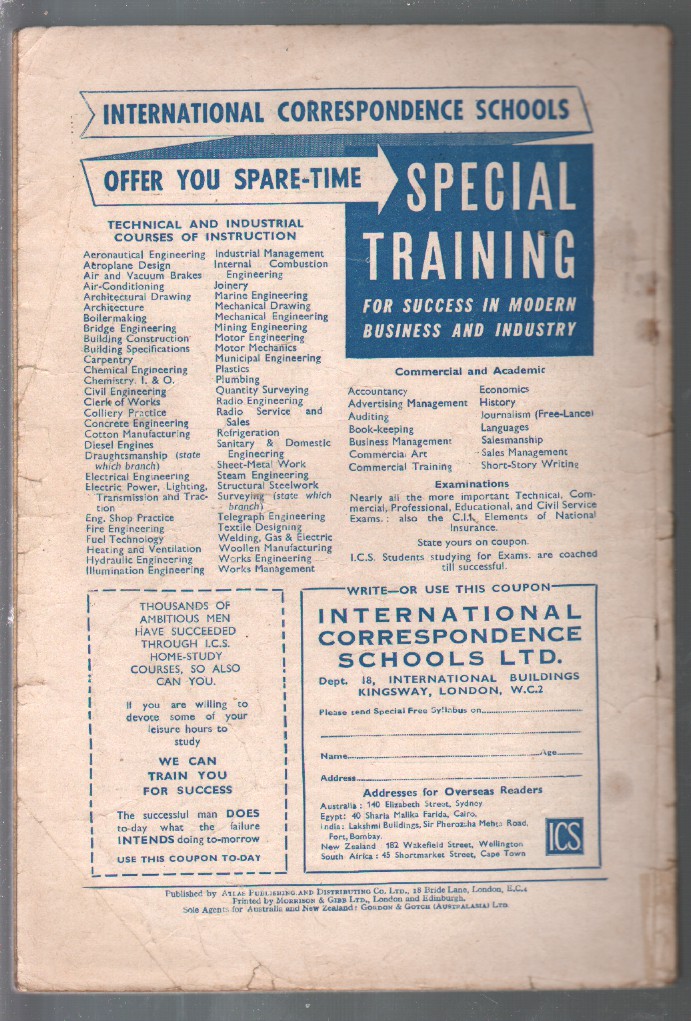 INTERNATIONAL CORRESPONDENCE SCHOOLS
OFFER YOU SPARE-TIME
SPECIAL
TRAINING
FOR SUCCESS IN MODERN
BUSINESS AND INDUSTRY
TECHNICAL AND INDUSTRIAL
COURSES OF INSTRUCTION
Aeronautical Engineering
Aeroplane Design
Air and Vacuum Brakes
Air-Conditioning
Architectural Drawing
Architecture
Boilermaking
Bridge Engineering
Building Construction
Building Specifications
Carpentry
Chemical Engineering
Chemistry. I. & O.
Civil Engineering
Clerk of Works
Colliery Practice
Concrete Engineering
Cotton Manufacturing
Diesel Engines
Draughtsmanship (state
which branch)
Electrical Engineering
Electric Power, Lighting,
Transmission and Trac-
tion
Eng. Shop Practice
Fire Engineering
Fuel Technology
Heating and Ventilation
Hydraulic Engineering
Illumination Engineering
Industrial Management
Internal Combustion
Engineering
Joinery
Marine Engineering
Mechanical Drawing
Mechanical Engineering
Mining Engineering
Motor Engineering
Motor Mechanics
Municipal Engineering
Plastics
Plumbing
Quantity Surveying
Radio Engineering
Radio Service and
Sales
Refrigeration
Sanitary & Domestic
Engineering
Sheet-Metal Work
Steam Engineering
Structural Steelwork
Surveying (state which
branch)
Telegraph Engineering
Textile Designing
Welding, Gas & Electric
Woollen Manufacturing
Works Engineering
Works Management
Commercial and Academic
Accountancy
Advertising Management
Auditing
Book-keeping
Business Management
Commercial Art
Commercial Training
Economics
History
Journalism (Free-Lance)
Languages
Salesmanship
Sales Management
Short-Story Writing
Examinations
Nearly all the more important Technical, Com-
mercial, Professional, Educational, and Civil Service
Exams.: also the C.I.I., Elements of National
Insurance.
State yours on coupon.
I.C.S. Students studying for Exams. are coached
till successful.
THOUSANDS OF
AMBITIOUS MEN
HAVE SUCCEEDED
THROUGH I.C.S.
HOME-STUDY
COURSES, SO ALSO
CAN YOU.
If you are willing to
devote some of your
leisure hours to
study
WE CAN
TRAIN YOU
FOR SUCCESS
The successful man DOES
to-day what the failure
INTENDS doing to-morrow
USE THIS COUPON TO-DAY
WRITE—OR USE THIS COUPON
INTERNATIONAL
CORRESPONDENCE
SCHOOLS LTD.
Dept. 18, INTERNATIONAL BUILDINGS
KINGSWAY, LONDON, W.C.2
Please send Special Free Syllabus on
Name Age
Address
Addresses for Overseas Readers
Australia: 140 Elizabeth Street, Sydney
Egypt: 40 Sharia Malika Farida, Cairo.
India: Lakshmi Buildings, Sir Pherozsha Mehta Road,
Fort, Bombay.
New Zealand 182 Wakefield Street, Wellington
South Africa: 45 Shortmarket Street, Cape Town
ICS
Published by ATLAS PUBLISHING AND DISTRIBUTING CO. LTD., 18 Bride Lane, London, E.C.4
Printed by MORRISON & GIBB LTD., London and Edinburgh.
Sole Agents for Australia and New Zealand: GORDON & GOTCH (AUSTRALASIA) LTD.